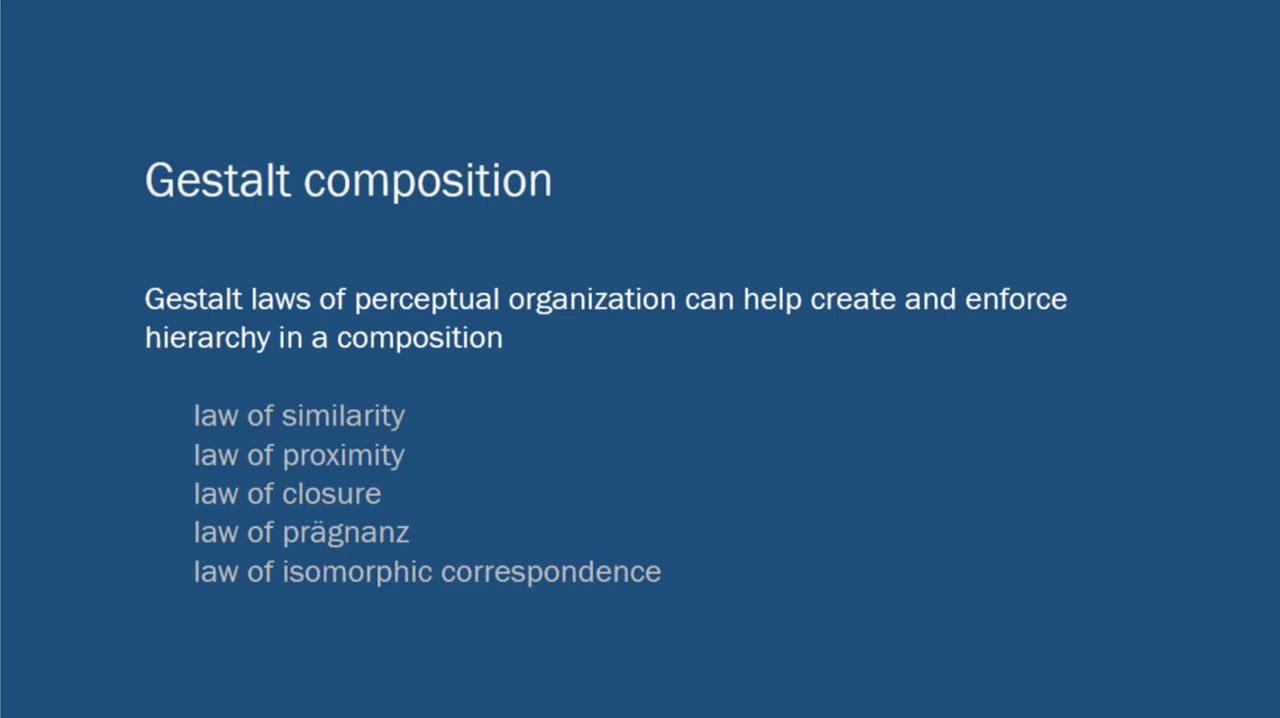 Gestalt composition
Gestalt laws of perceptual organization can help create and enforce
hierarchy in a composition
law of similarity
law of proximity
law of closure
law of prägnanz
law of isomorphic correspondence